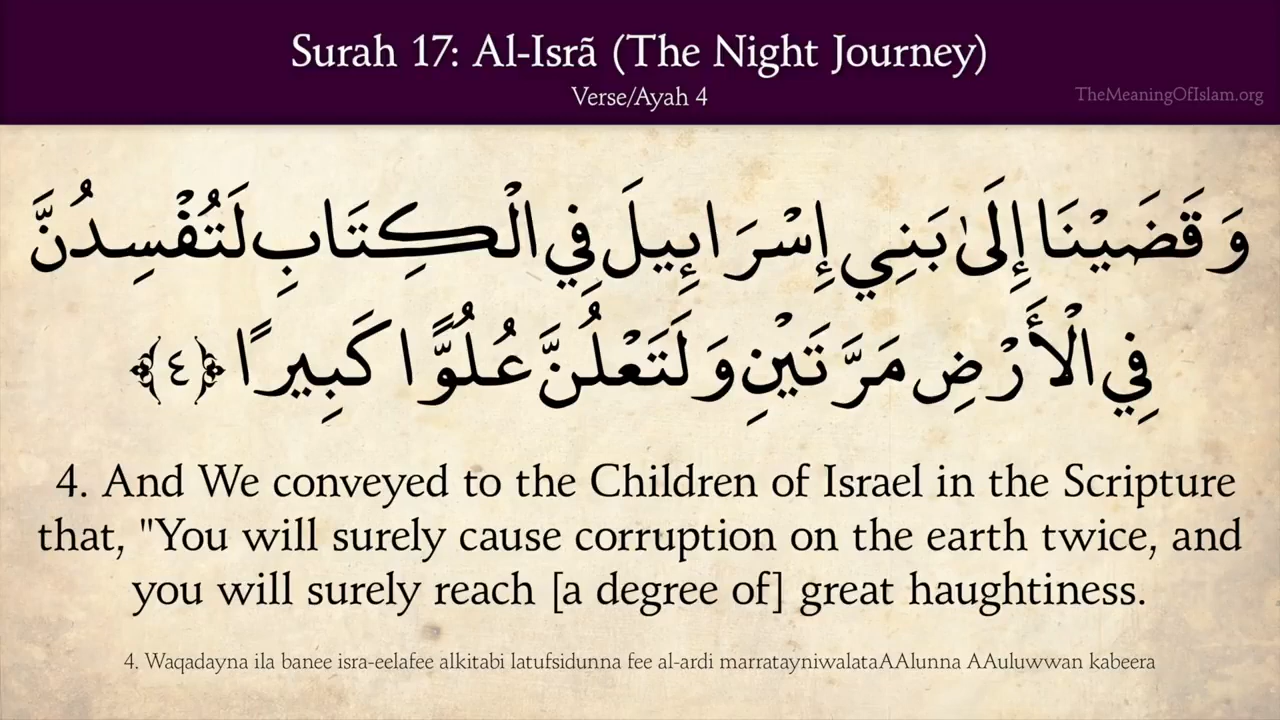 Surah 17: Al-Isrã (The Night Journey)
Verse/Ayah 4
TheMeaningOfIslam.org
وَقَضَيْنَا إِلَىٰ بَنِي إِسْرَايِيلَ فِي الْكِتَابِ لَتُفْسِدُنَّ
فِي الْأَرْضِ مَرَّتَيْنِ وَلَتَعْلُنَّ عُلُوًّا كَبِيرًا ﴿٤﴾
4. And We conveyed to the Children of Israel in the Scripture
that, "You will surely cause corruption on the earth twice, and
you will surely reach [a degree of] great haughtiness.
4. Waqadayna ila banee isra-eelafee alkitabi latufsidunna fee al-ardi marratayniwalataAAlunna AAuluwwan kabeera